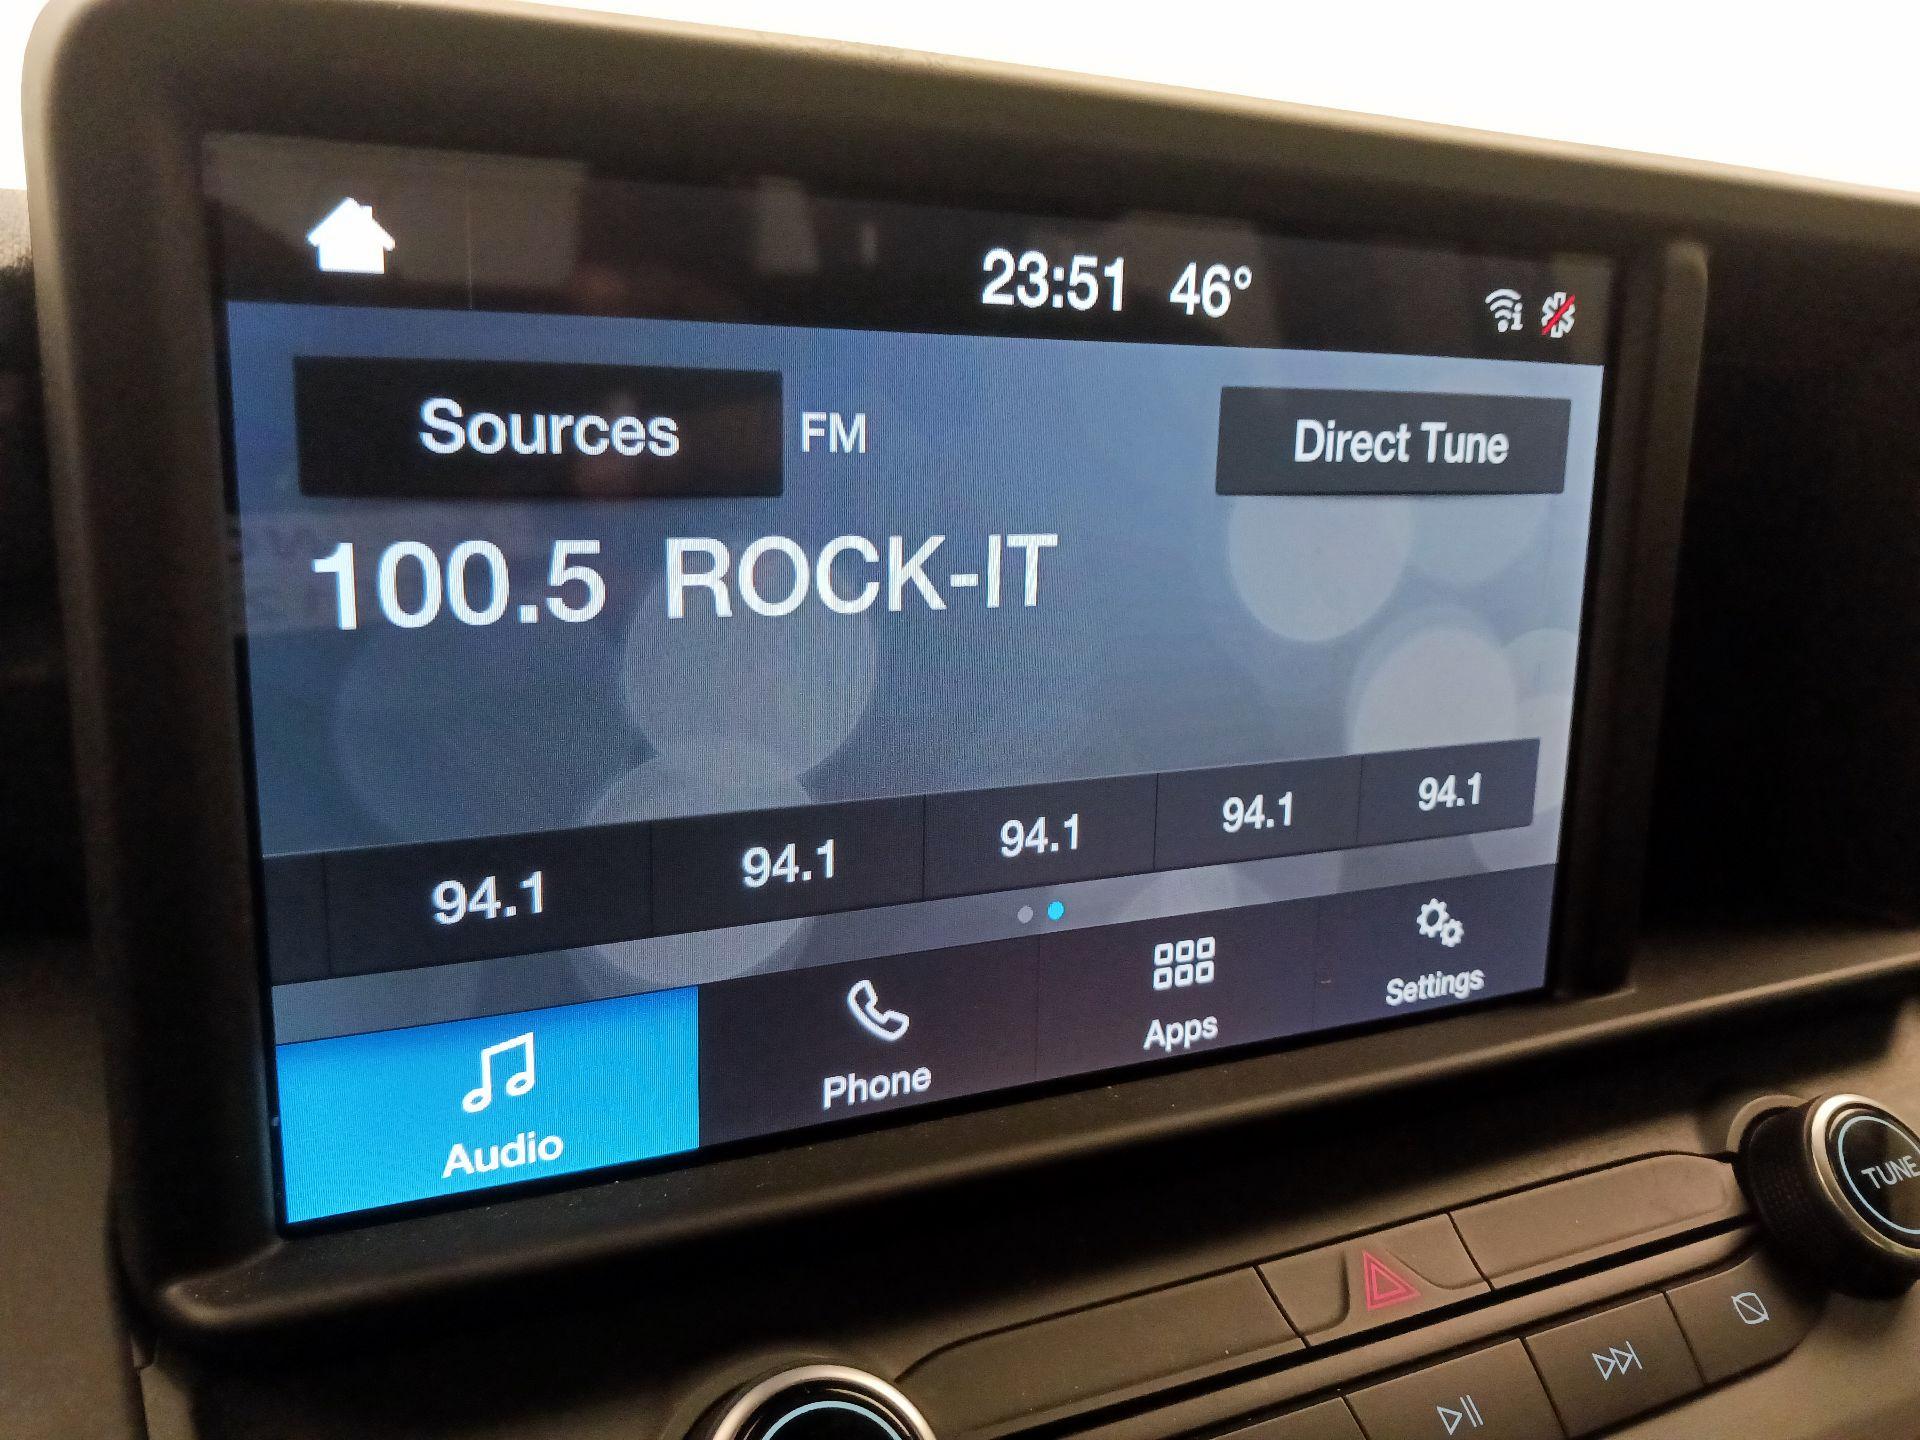 23:51 46°
Sources FM Direct Tune
100.5 ROCK-IT
94.1 94.1 94.1 94.1 94.1
Audio Phone Apps Settings
TUNE